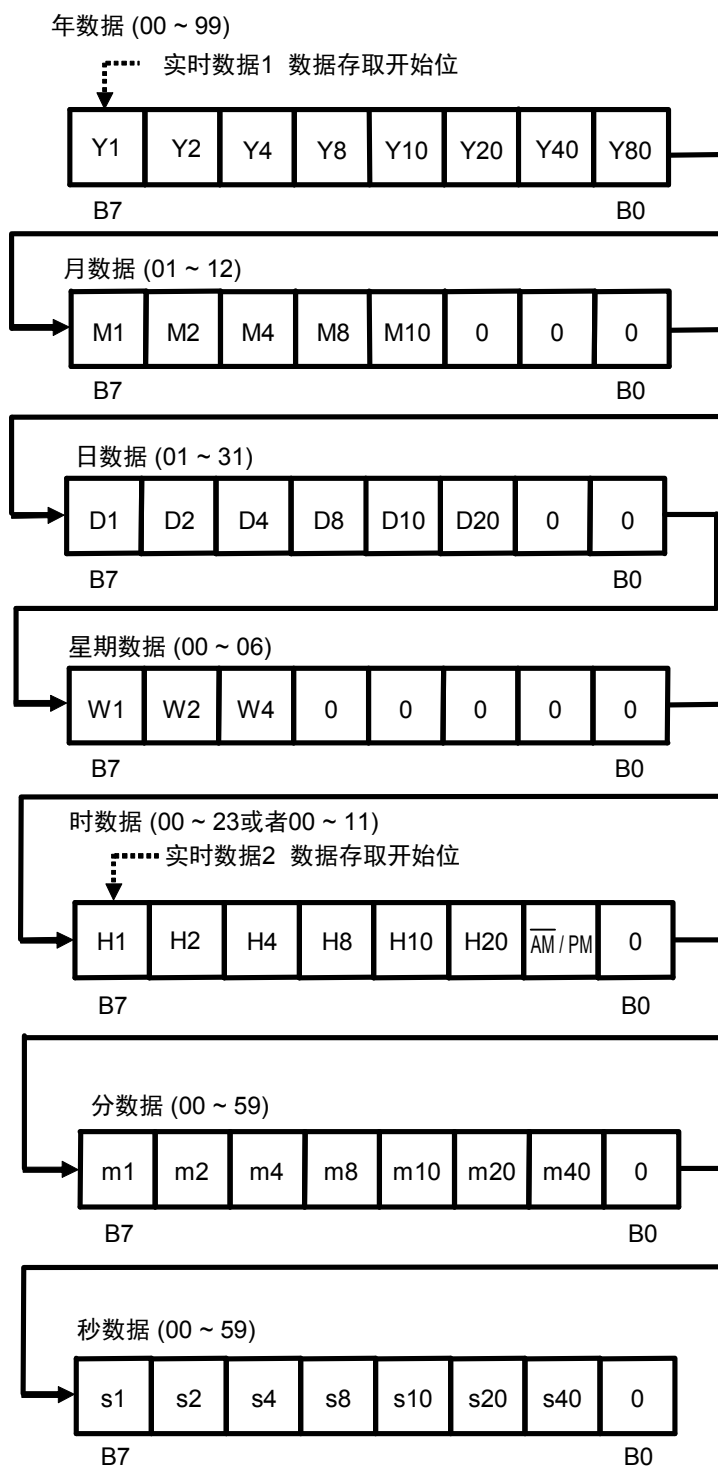 年数据 (00 ~ 99)
实时数据1 数据存取开始位
Y1 Y2 Y4 Y8 Y10 Y20 Y40 Y80
B7 B0
月数据 (01 ~ 12)
M1 M2 M4 M8 M10 0 0 0
B7 B0
日数据 (01 ~ 31)
D1 D2 D4 D8 D10 D20 0 0
B7 B0
星期数据 (00 ~ 06)
W1 W2 W4 0 0 0 0 0
B7 B0
时数据 (00 ~ 23或者00 ~ 11)
实时数据2 数据存取开始位
H1 H2 H4 H8 H10 H20 A̅M̅ / PM 0
B7 B0
分数据 (00 ~ 59)
m1 m2 m4 m8 m10 m20 m40 0
B7 B0
秒数据 (00 ~ 59)
s1 s2 s4 s8 s10 s20 s40 0
B7 B0